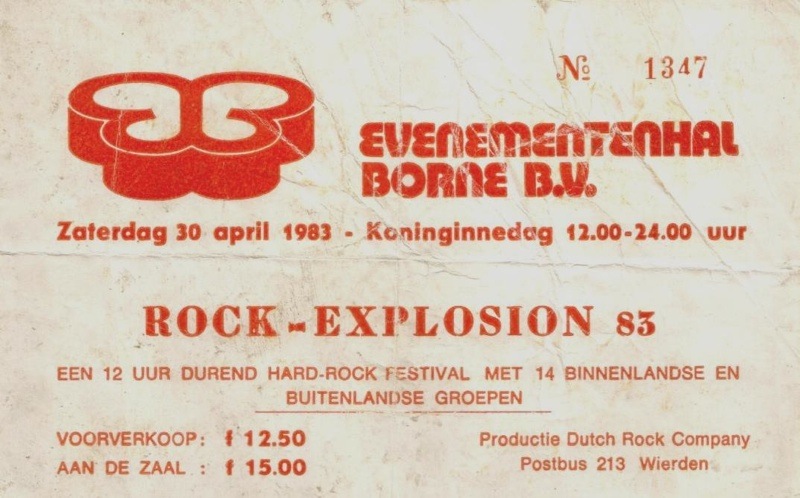 № 1347
EVENEMENTENHAL
BORNE B.V.
Zaterdag 30 april 1983 - Koninginnedag 12.00-24.00 uur
ROCK-EXPLOSION 83
EEN 12 UUR DUREND HARD-ROCK FESTIVAL MET 14 BINNENLANDSE EN
BUITENLANDSE GROEPEN
VOORVERKOOP: f 12.50
AAN DE ZAAL : f 15.00
Productie Dutch Rock Company
Postbus 213 Wierden